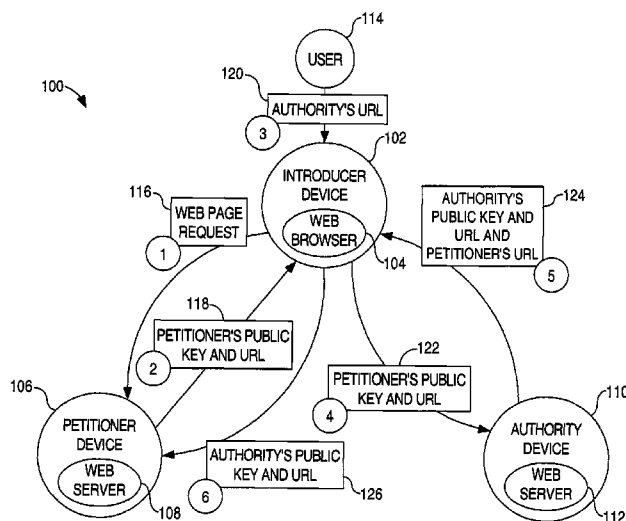 114
USER
120
100
AUTHORITY'S URL
3
102
116
INTRODUCER
DEVICE
124
AUTHORITY'S
PUBLIC KEY AND
URL AND
PETITIONER'S URL
WEB PAGE
REQUEST
WEB
BROWSER
104
1
5
118
PETITIONER'S PUBLIC
KEY AND URL
2
122
PETITIONER'S PUBLIC
KEY AND URL
4
106
110
PETITIONER
DEVICE
AUTHORITY
DEVICE
WEB
SERVER
108
AUTHORITY'S PUBLIC
KEY AND URL
6
126
WEB
SERVER
112